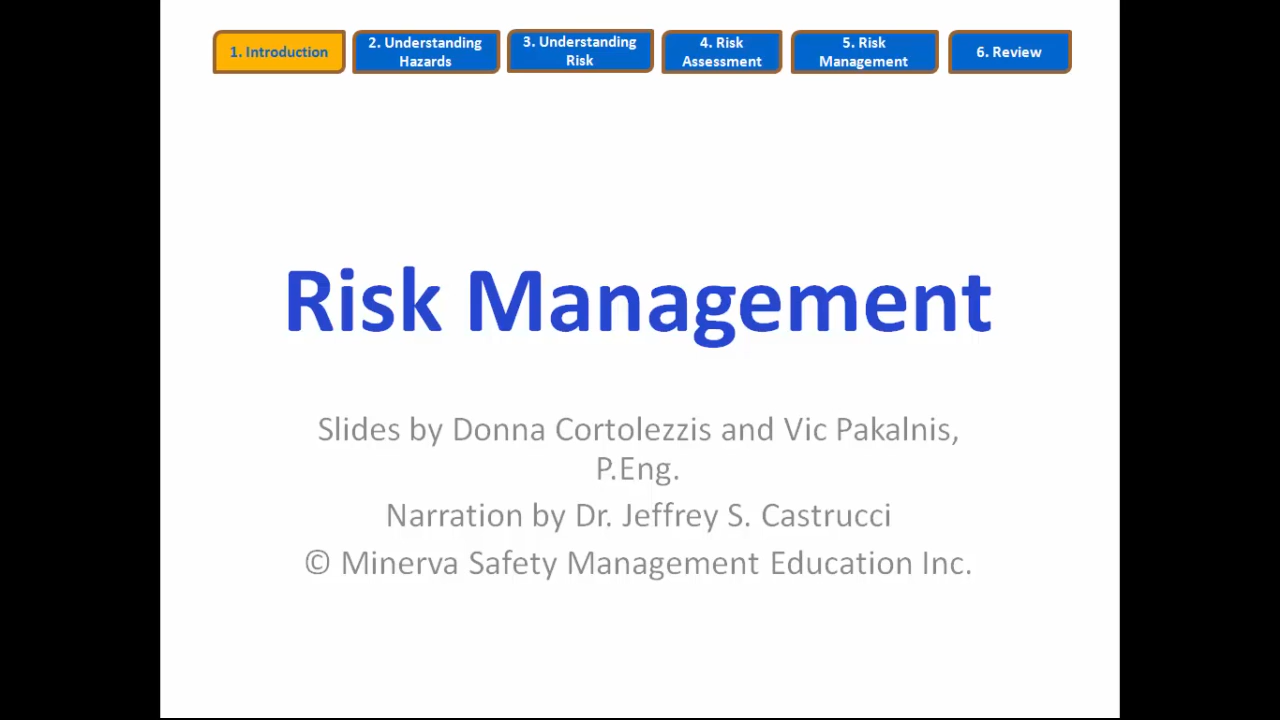 1. Introduction
2. Understanding
Hazards
3. Understanding
Risk
4. Risk
Assessment
5. Risk
Management
6. Review
Risk Management
Slides by Donna Cortolezzis and Vic Pakalnis,
P.Eng.
Narration by Dr. Jeffrey S. Castrucci
© Minerva Safety Management Education Inc.